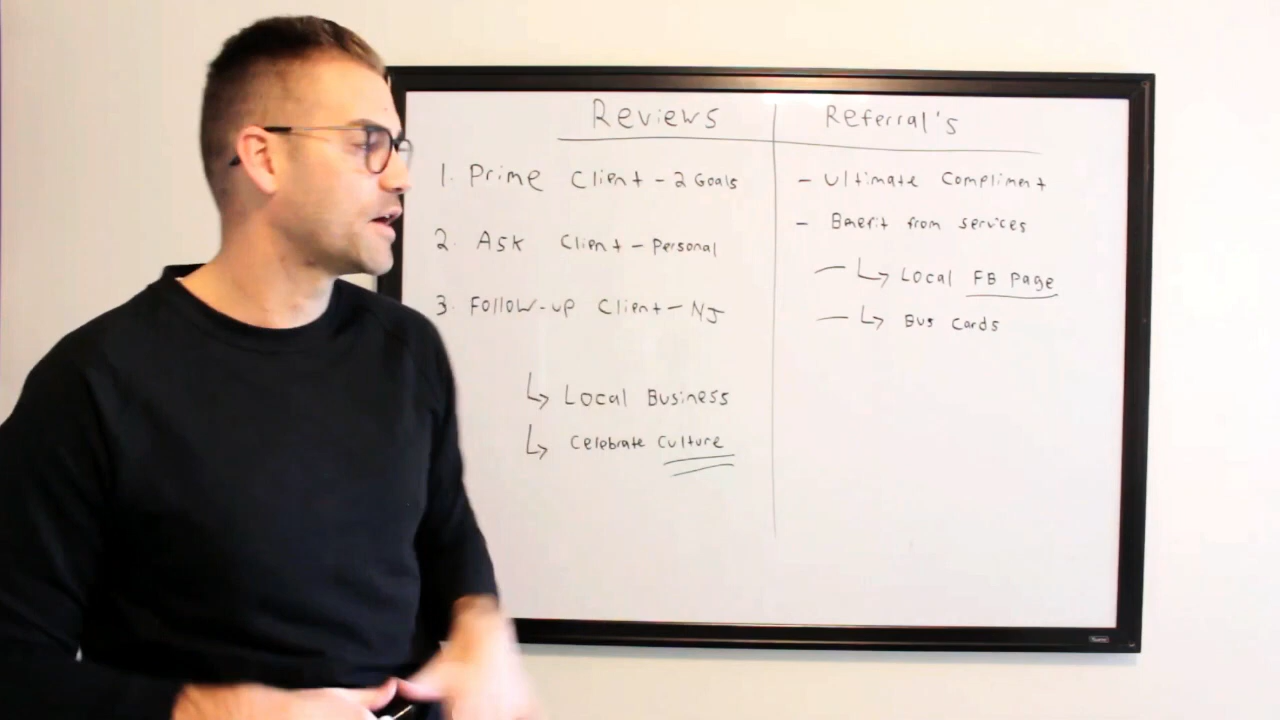 Reviews
1. Prime Client - 2 Goals
2. Ask Client - Personal
3. Follow-up Client - NJ
↳ Local Business
↳ Celebrate Culture
Referral's
- Ultimate Compliment
- Benefit from services
— ↳ Local FB Page
— ↳ Bus Cards